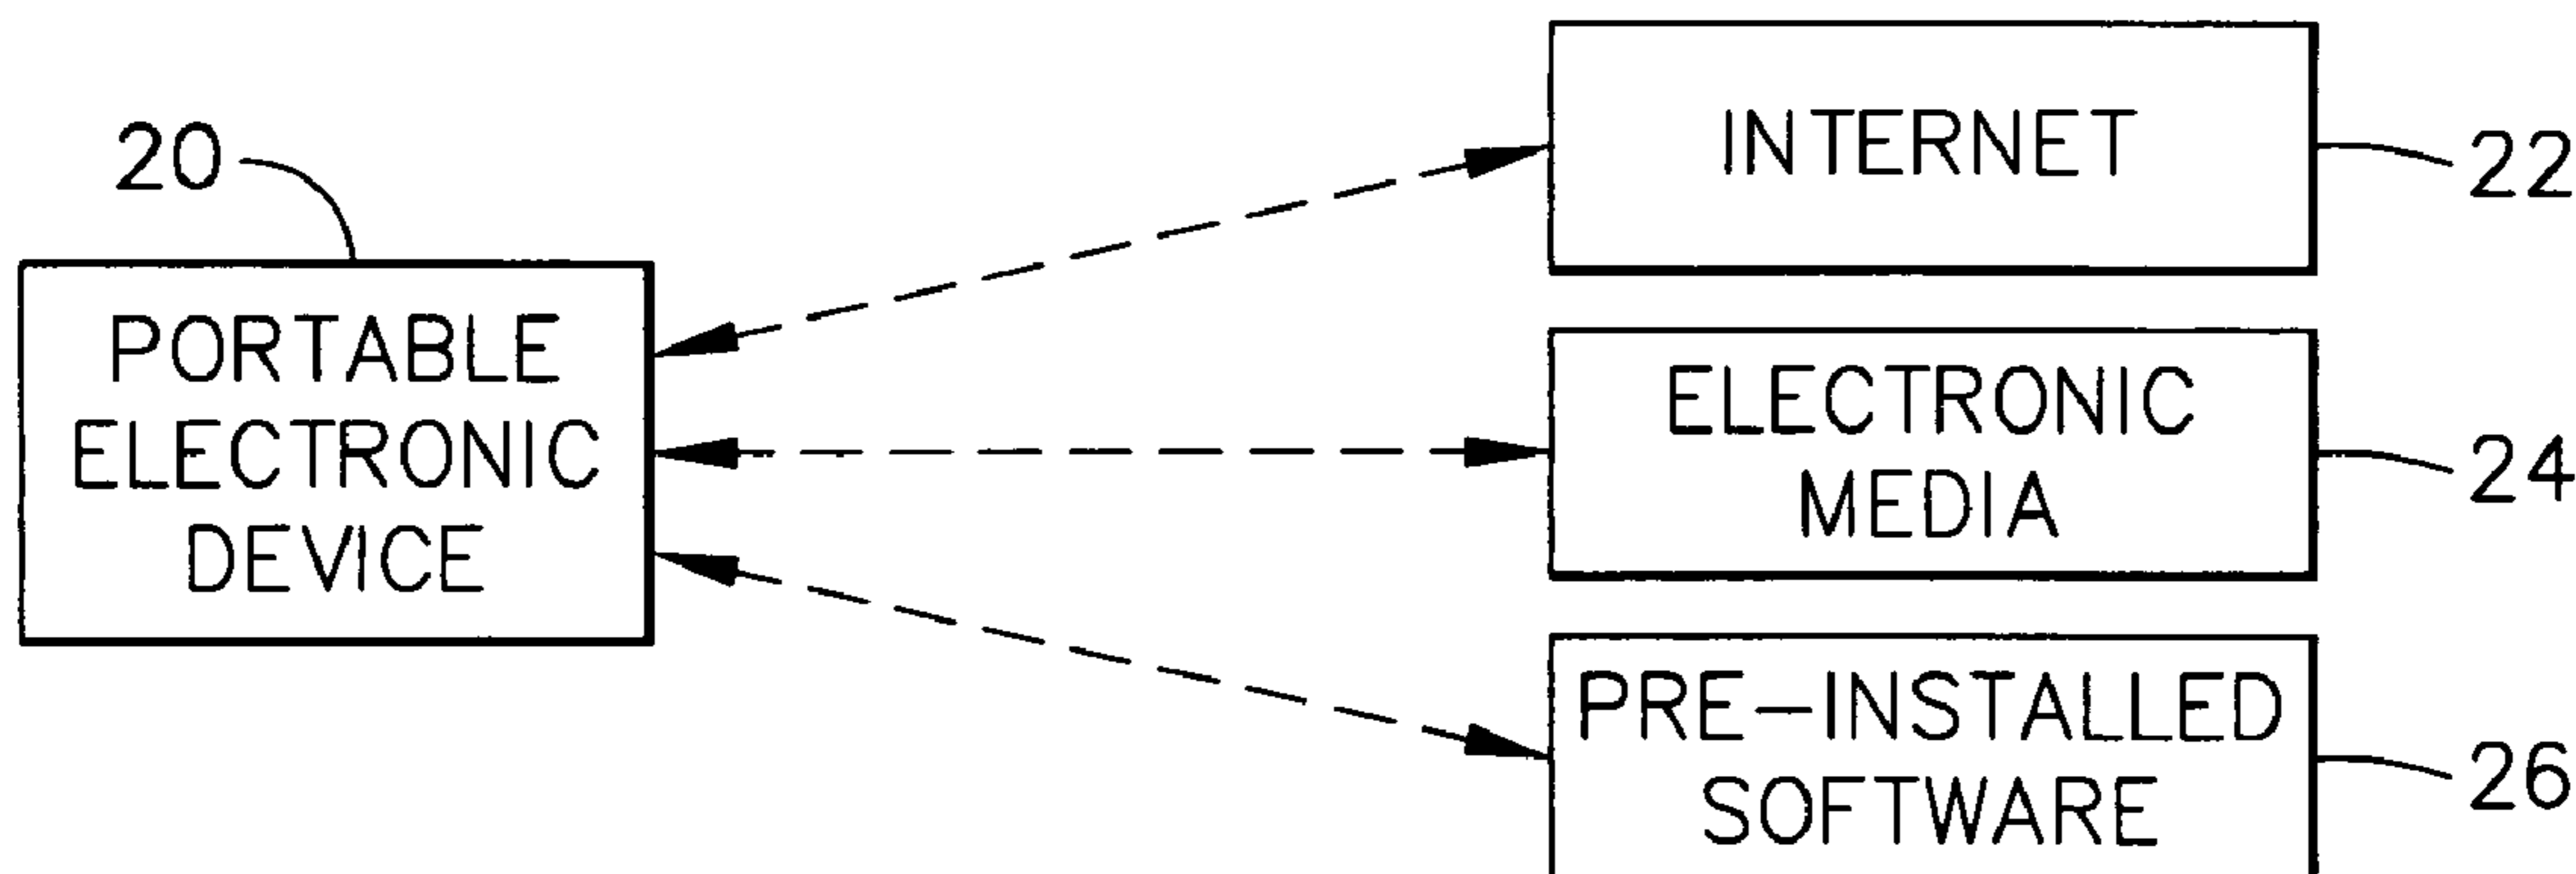 20
PORTABLE
ELECTRONIC
DEVICE
INTERNET
22
ELECTRONIC
MEDIA
24
PRE-INSTALLED
SOFTWARE
26